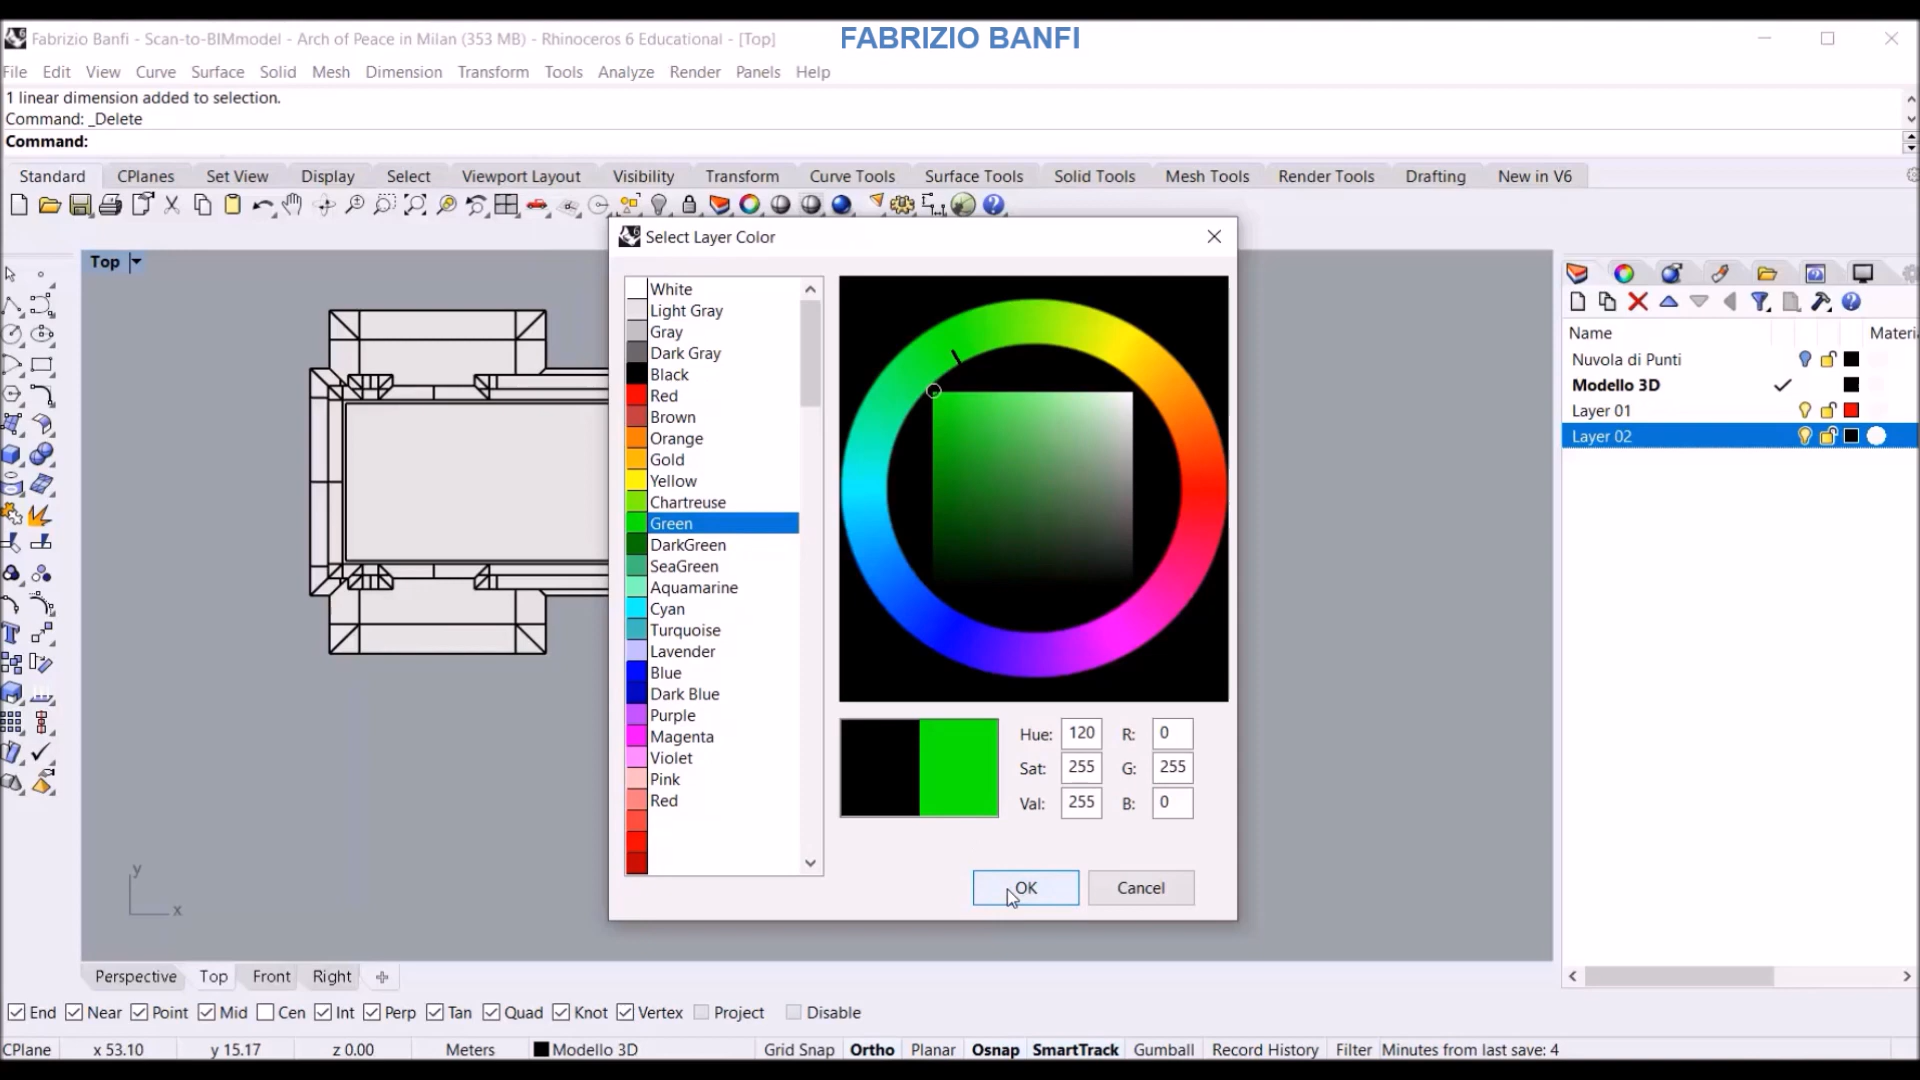 Fabrizio Banfi - Scan-to-BIMmodel - Arch of Peace in Milan (353 MB) - Rhinoceros 6 Educational - [Top]
FABRIZIO BANFI
File Edit View Curve Surface Solid Mesh Dimension Transform Tools Analyze Render Panels Help
1 linear dimension added to selection.
Command: _Delete
Command:
Standard CPlanes Set View Display Select Viewport Layout Visibility Transform Curve Tools Surface Tools Solid Tools Mesh Tools Render Tools Drafting New in V6
Top
Select Layer Color
White
Light Gray
Gray
Dark Gray
Black
Red
Brown
Orange
Gold
Yellow
Chartreuse
Green
DarkGreen
SeaGreen
Aquamarine
Cyan
Turquoise
Lavender
Blue
Dark Blue
Purple
Magenta
Violet
Pink
Red
Hue: 120 R: 0
Sat: 255 G: 255
Val: 255 B: 0
OK Cancel
Name Materi
Nuvola di Punti
Modello 3D
Layer 01
Layer 02
y
x
Perspective Top Front Right
End Near Point Mid Cen Int Perp Tan Quad Knot Vertex Project Disable
CPlane x 53.10 y 15.17 z 0.00 Meters Modello 3D Grid Snap Ortho Planar Osnap SmartTrack Gumball Record History Filter Minutes from last save: 4